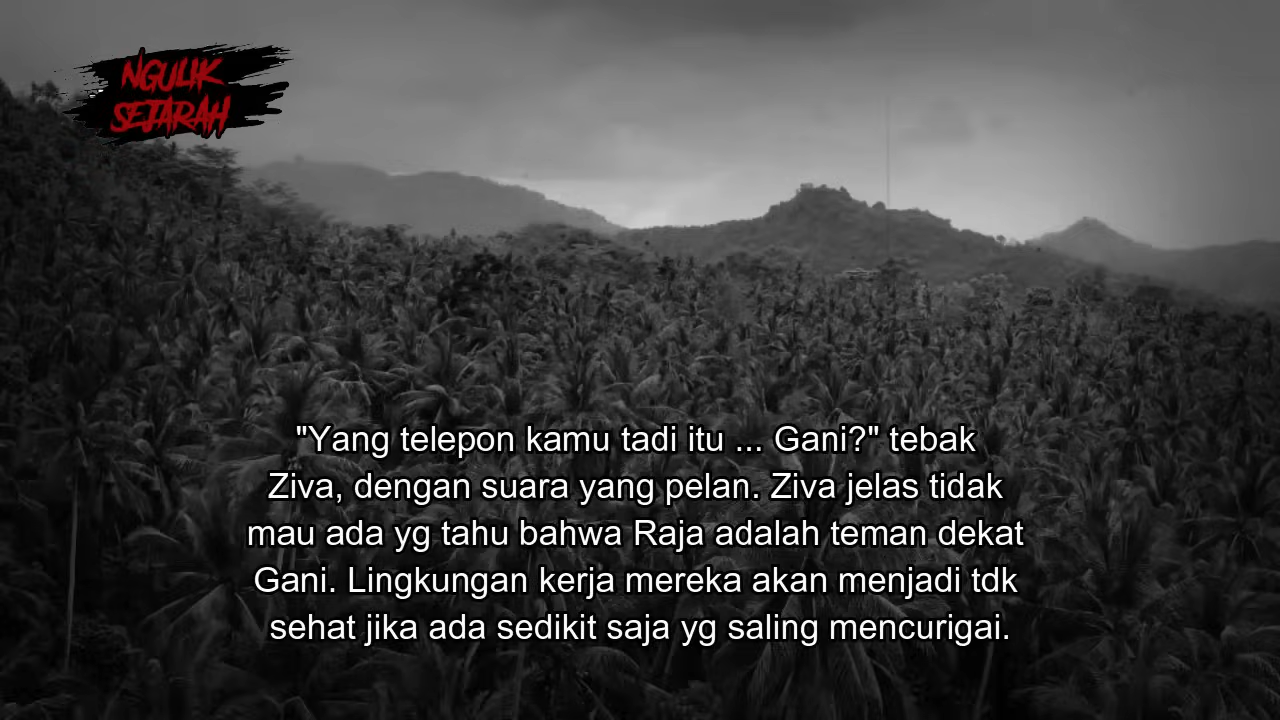 NGULIK
SEJARAH
"Yang telepon kamu tadi itu ... Gani?" tebak
Ziva, dengan suara yang pelan. Ziva jelas tidak
mau ada yg tahu bahwa Raja adalah teman dekat
Gani. Lingkungan kerja mereka akan menjadi tdk
sehat jika ada sedikit saja yg saling mencurigai.